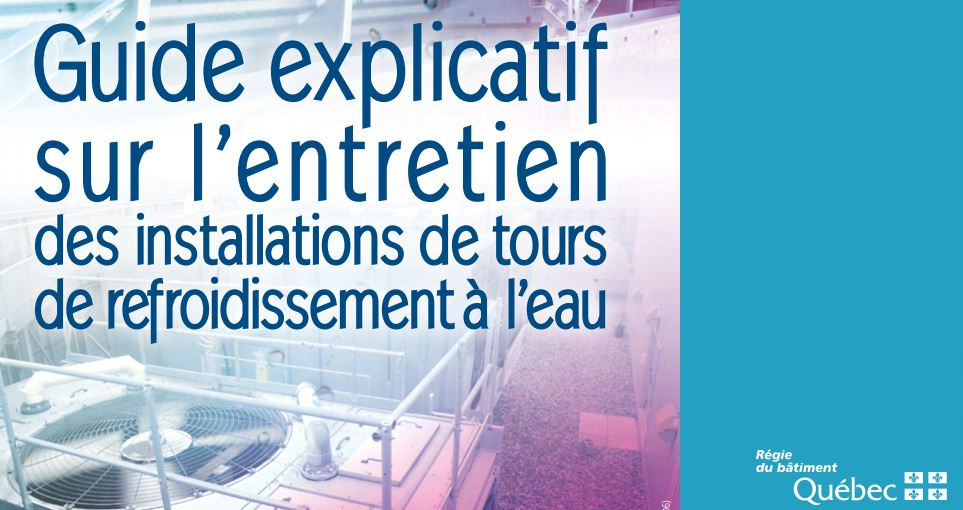 Guide explicatif
sur l'entretien
des installations de tours
de refroidissement à l'eau
Régie
du bâtiment
Québec